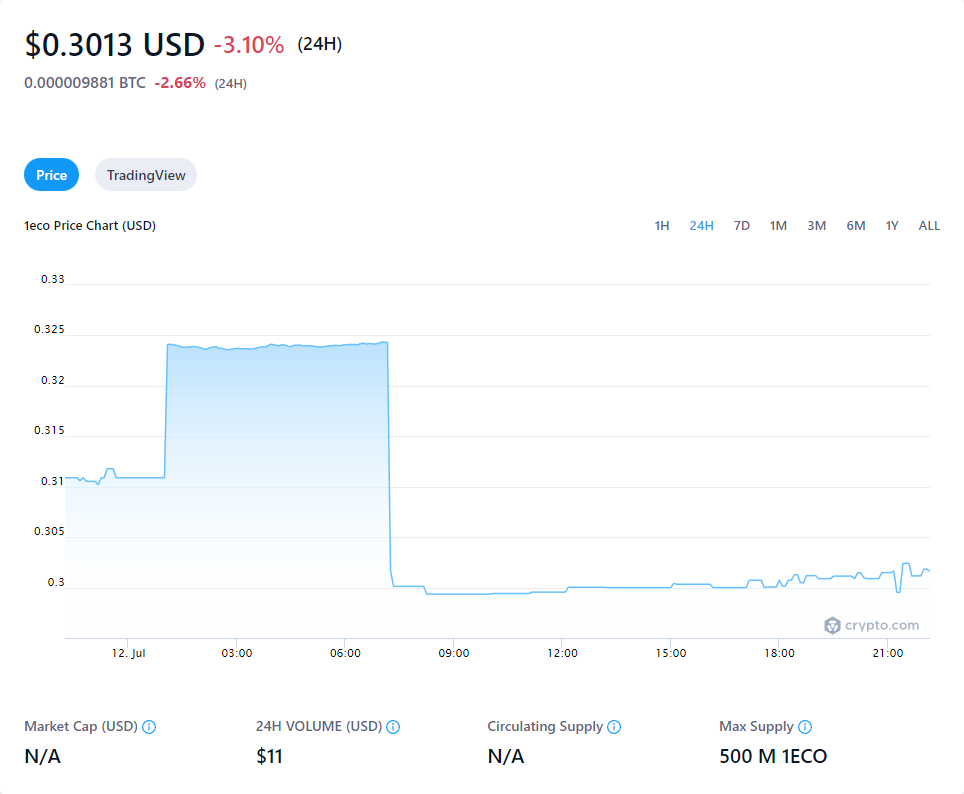 $0.3013 USD -3.10% (24H)
0.000009881 BTC -2.66% (24H)
Price TradingView
1eco Price Chart (USD) 1H 24H 7D 1M 3M 6M 1Y ALL
0.33
0.325
0.32
0.315
0.31
0.305
0.3
crypto.com
12. Jul 03:00 06:00 09:00 12:00 15:00 18:00 21:00
Market Cap (USD) 24H VOLUME (USD) Circulating Supply Max Supply
N/A $11 N/A 500 M 1ECO